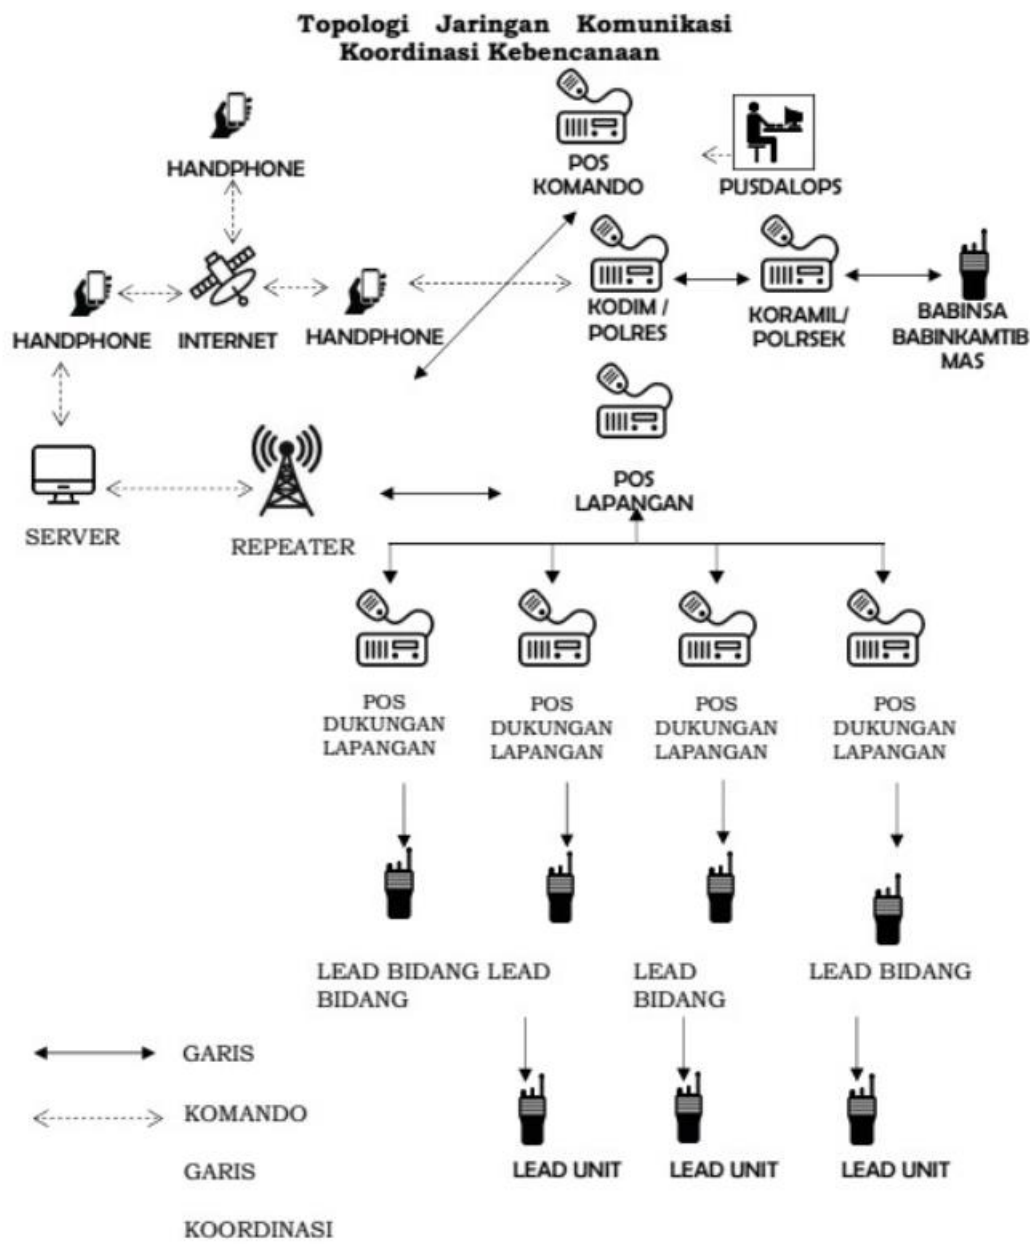 Topologi Jaringan Komunikasi
Koordinasi Kebencanaan
HANDPHONE
POS
KOMANDO
PUSDALOPS
HANDPHONE
INTERNET
HANDPHONE
KODIM /
POLRES
KORAMIL/
POLRSEK
BABINSA
BABINKAMTIB
MAS
SERVER
REPEATER
POS
LAPANGAN
POS
DUKUNGAN
LAPANGAN
POS
DUKUNGAN
LAPANGAN
POS
DUKUNGAN
LAPANGAN
POS
DUKUNGAN
LAPANGAN
LEAD BIDANG LEAD
BIDANG
LEAD
BIDANG
LEAD BIDANG
GARIS
KOMANDO
GARIS
KOORDINASI
LEAD UNIT
LEAD UNIT
LEAD UNIT